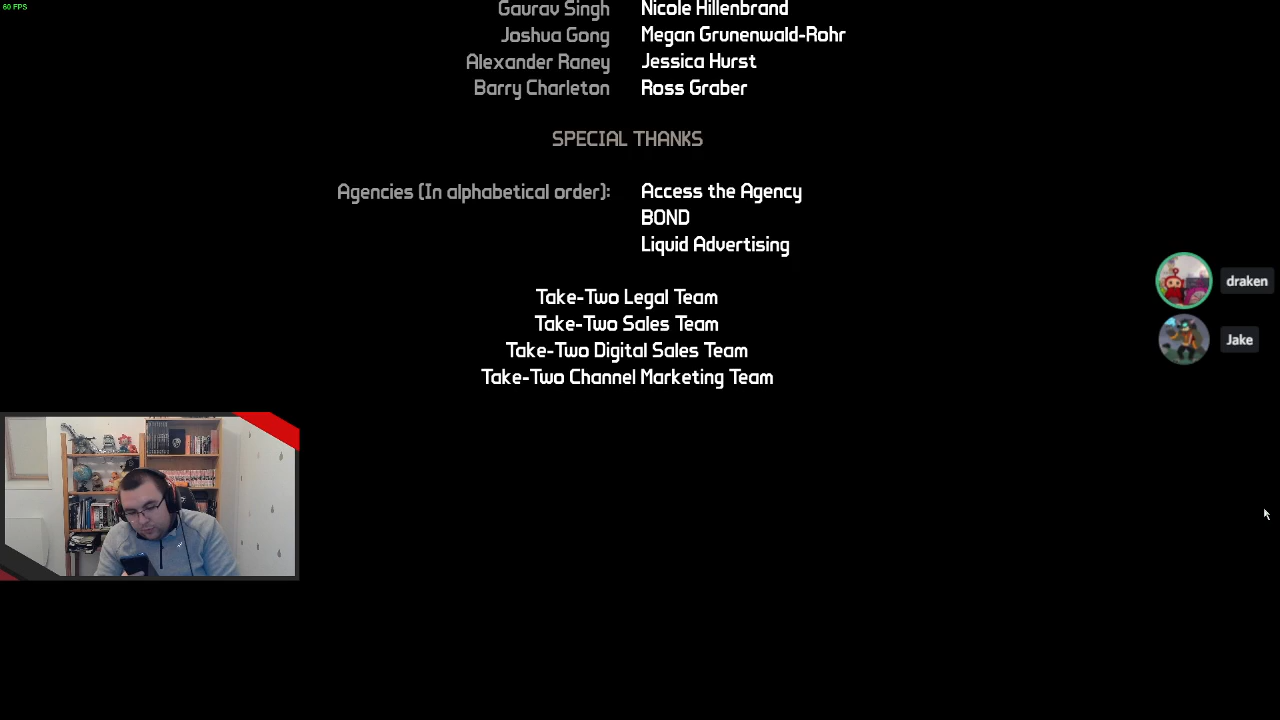 60 FPS
Gaurav Singh Nicole Hillenbrand
Joshua Gong Megan Grunenwald-Rohr
Alexander Raney Jessica Hurst
Barry Charleton Ross Graber
SPECIAL THANKS
Agencies (In alphabetical order): Access the Agency
BOND
Liquid Advertising
Take-Two Legal Team
Take-Two Sales Team
Take-Two Digital Sales Team
Take-Two Channel Marketing Team
draken
Jake